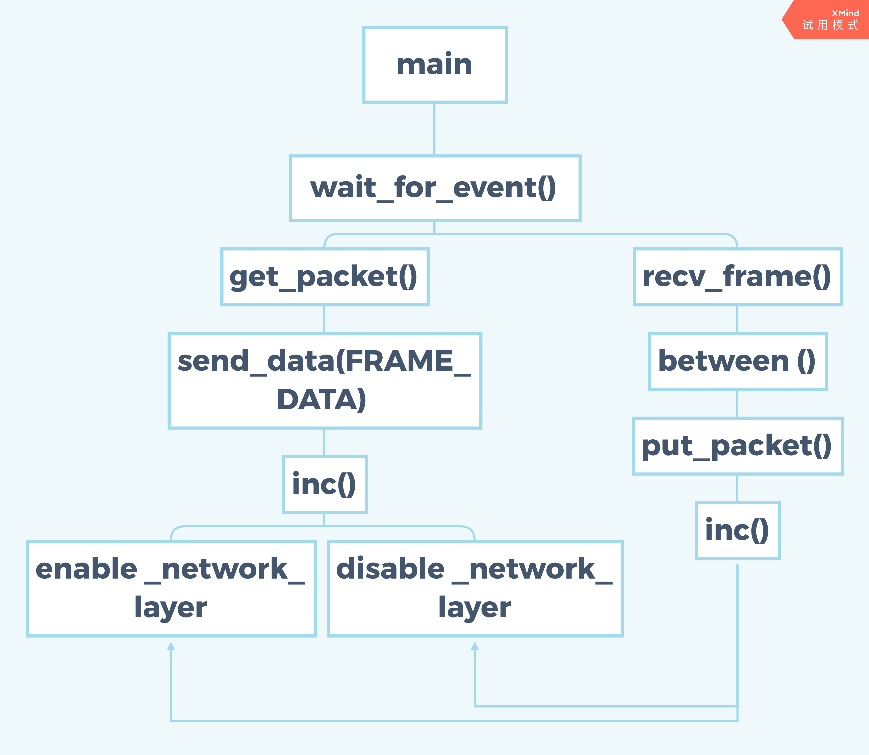 XMind
试用模式
main
wait_for_event()
get_packet()
recv_frame()
send_data(FRAME_
DATA)
between ()
put_packet()
inc()
inc()
enable _network_
layer
disable _network_
layer